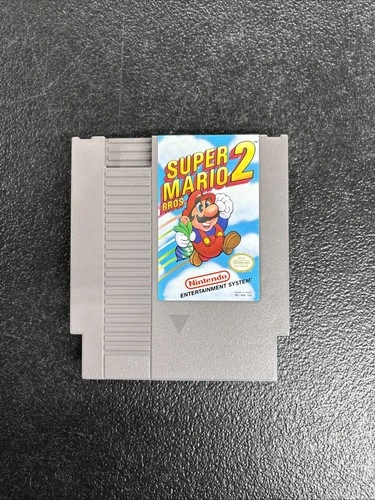 SUPER
MARIO 2
BROS.
Nintendo
ENTERTAINMENT SYSTEM